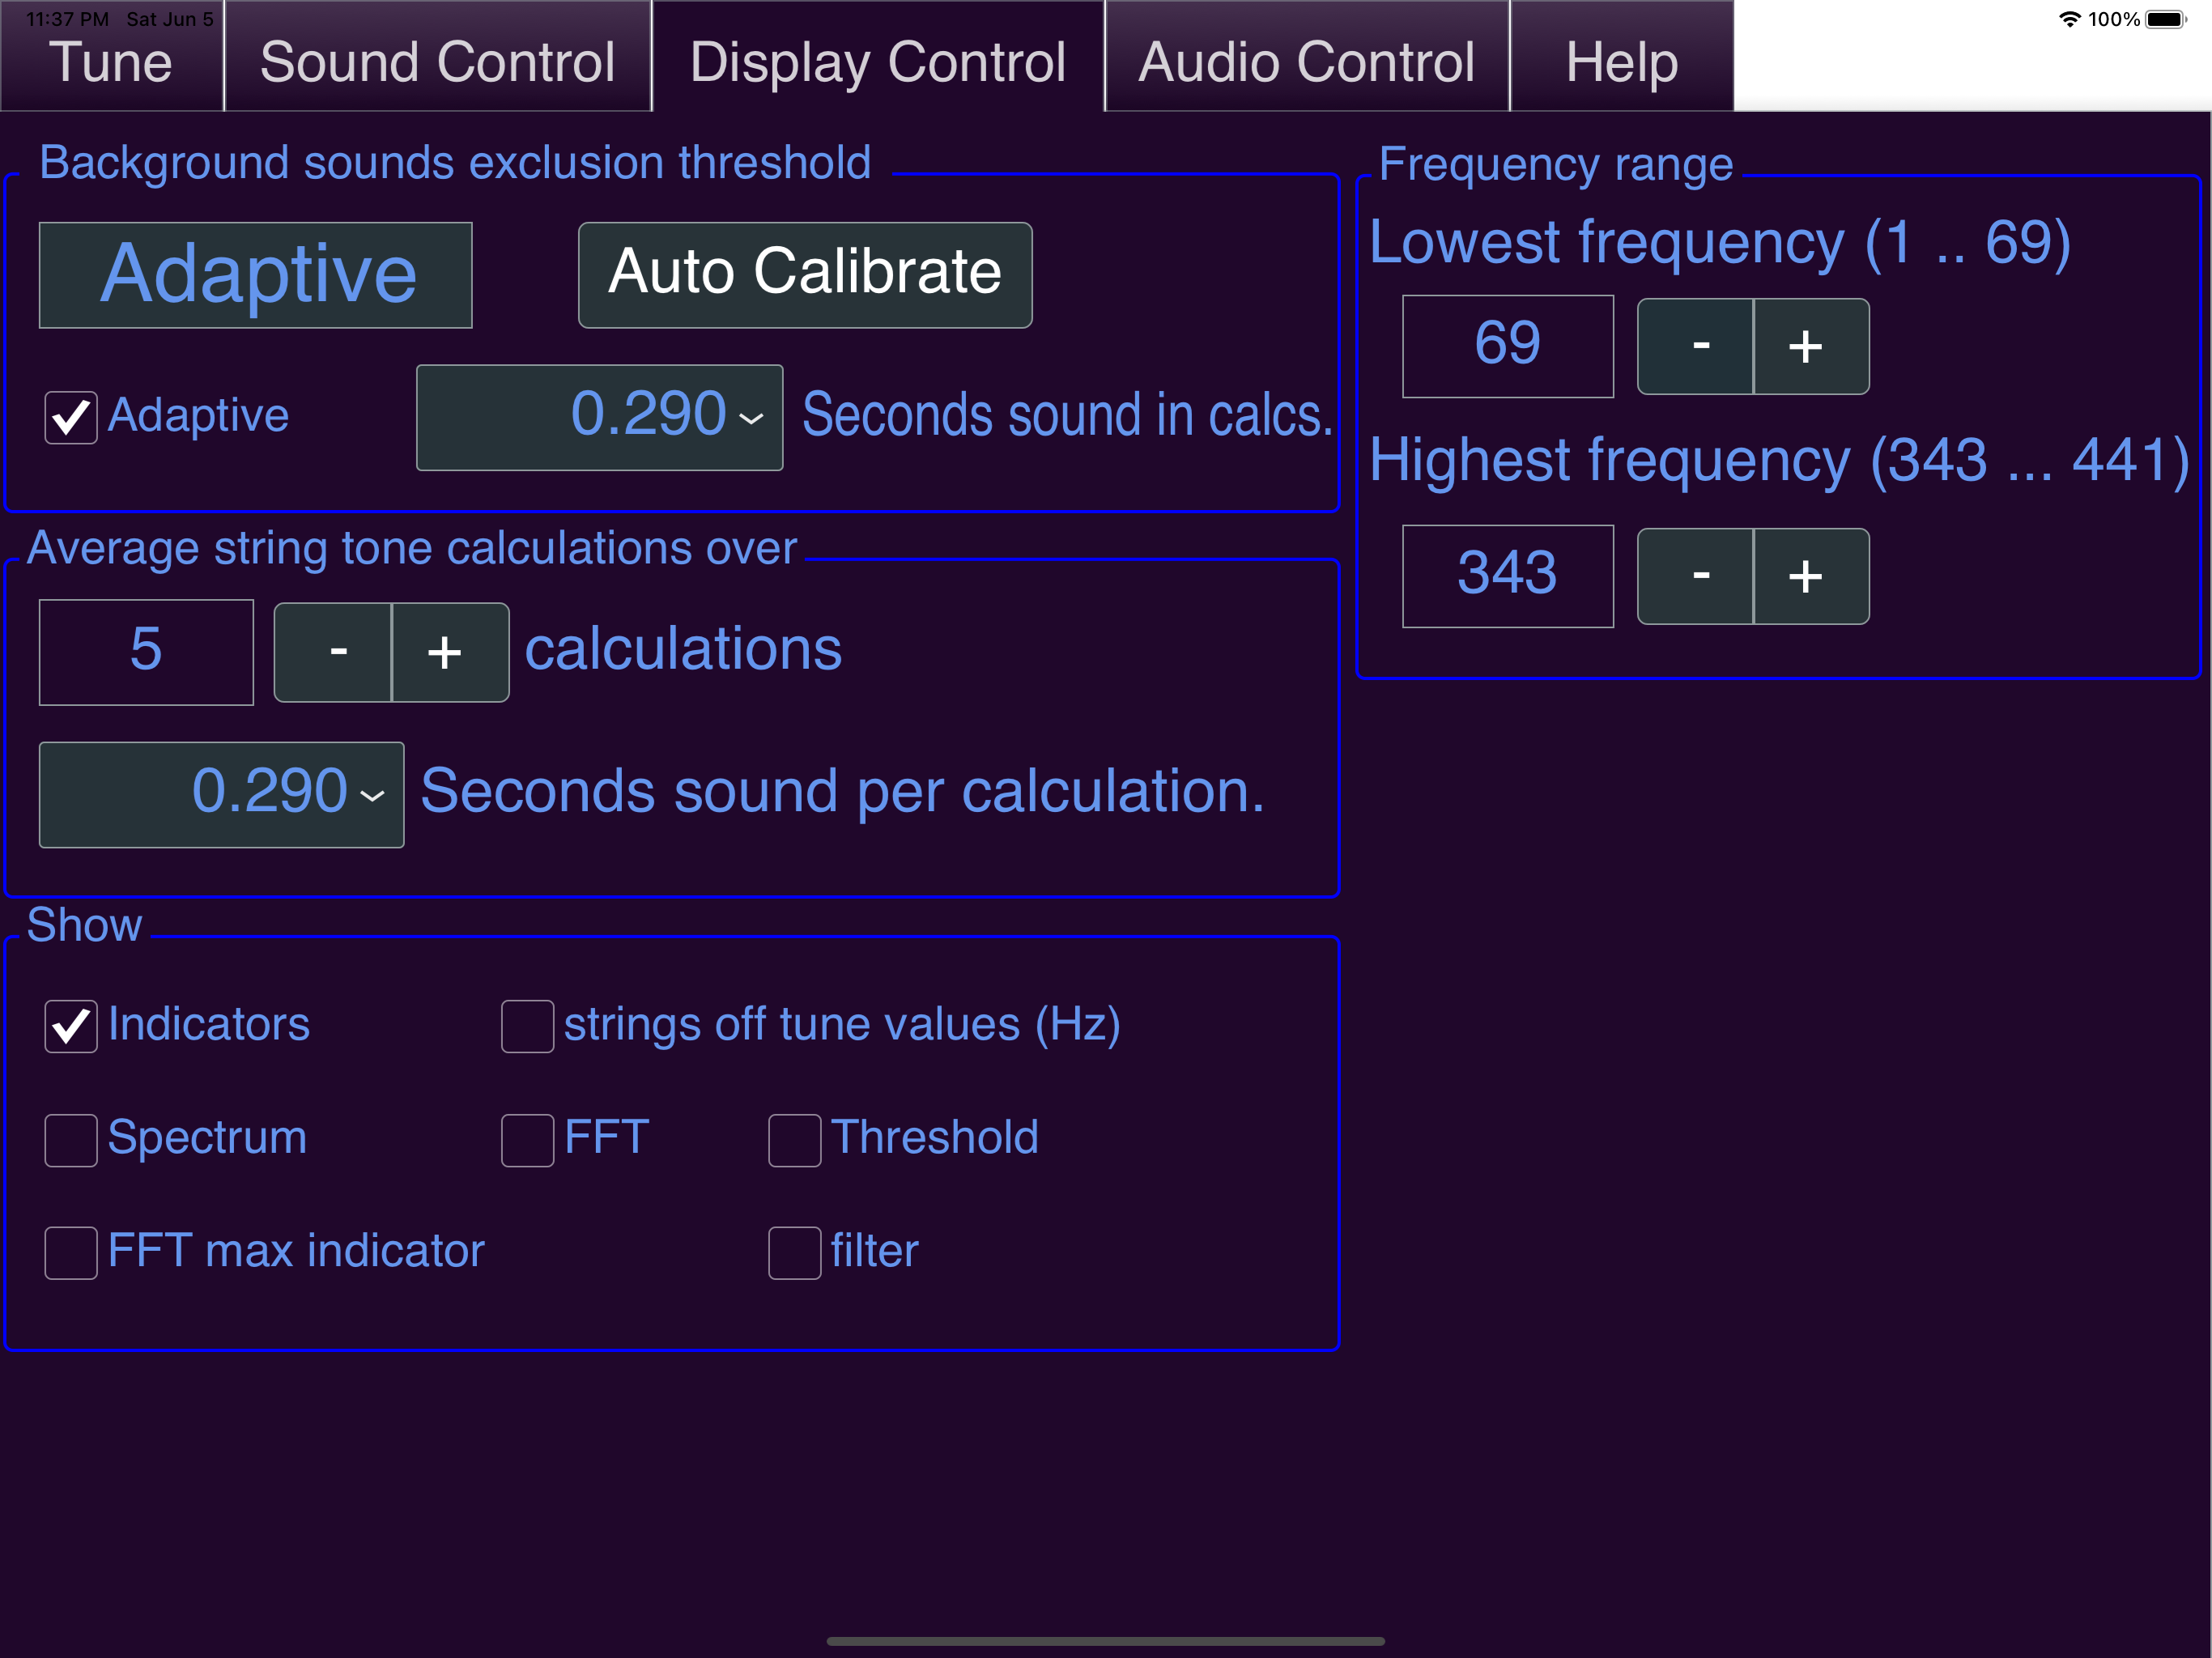 11:37 PM Sat Jun 5
100%
Tune Sound Control Display Control Audio Control Help
Background sounds exclusion threshold
Adaptive Auto Calibrate
Adaptive 0.290 Seconds sound in calcs.
Average string tone calculations over
5 - + calculations
0.290 Seconds sound per calculation.
Show
Indicators strings off tune values (Hz)
Spectrum FFT Threshold
FFT max indicator filter
Frequency range
Lowest frequency (1 .. 69)
69 - +
Highest frequency (343 ... 441)
343 - +